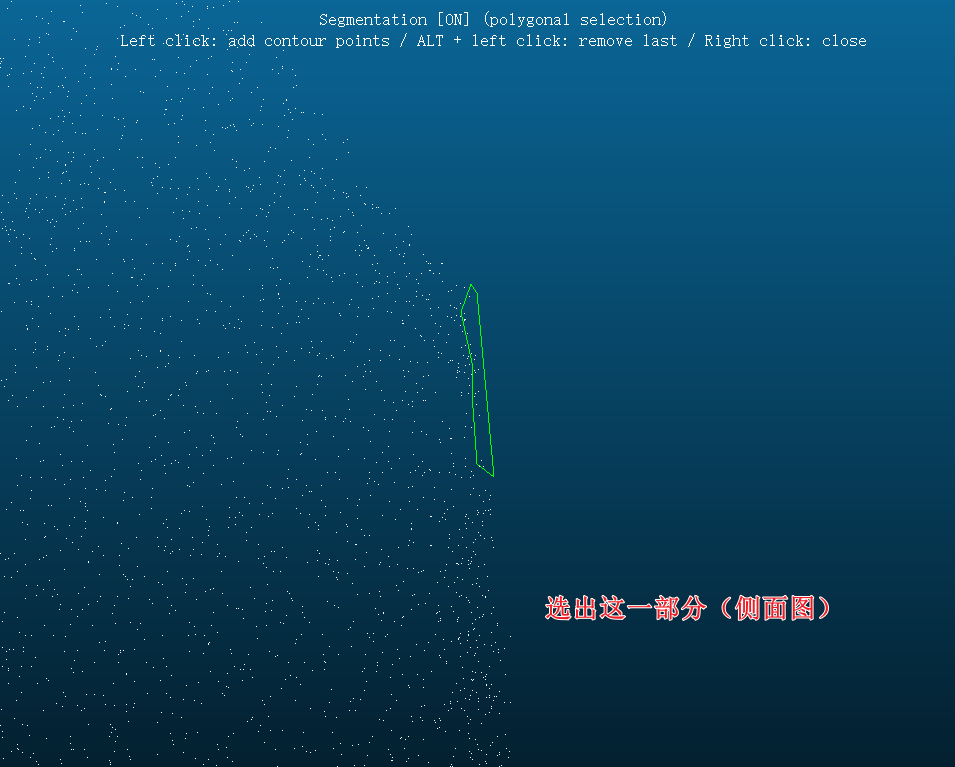 Segmentation [ON] (polygonal selection)
Left click: add contour points / ALT + left click: remove last / Right click: close
选出这一部分（侧面图）